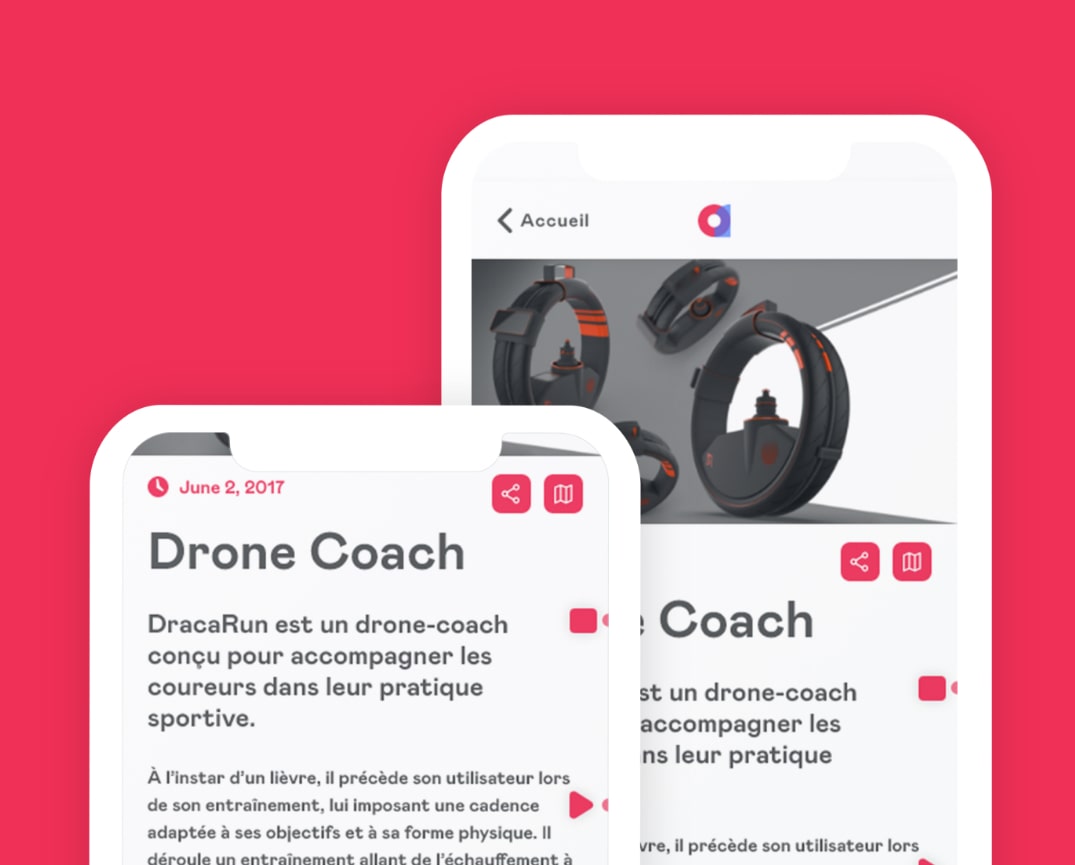 Accueil
June 2, 2017
Drone Coach
DracaRun est un drone-coach
conçu pour accompagner les
coureurs dans leur pratique
sportive.
À l'instar d'un lièvre, il précède son utilisateur lors
de son entraînement, lui imposant une cadence
adaptée à ses objectifs et à sa forme physique. Il
déroule un entraînement allant de l'échauffement à
e Coach
st un drone-coach
accompagner les
ns leur pratique
vre, il précède son utilisateur lors